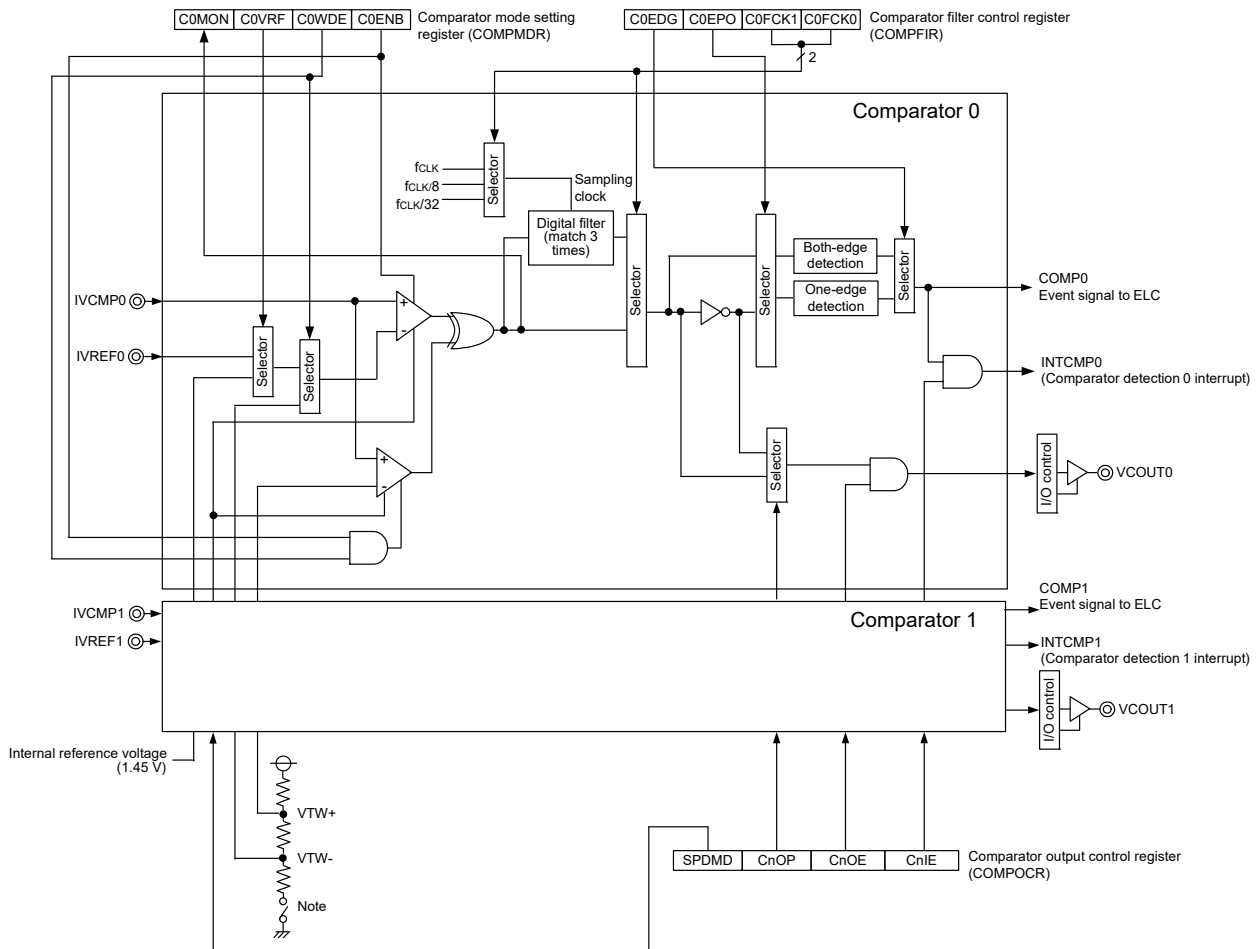 C0MON C0VRF C0WDE C0ENB
Comparator mode setting
register (COMPMDR)
C0EDG C0EPO C0FCK1 C0FCK0
Comparator filter control register
(COMPFIR)
2
Comparator 0
fCLK
fCLK/8
fCLK/32
Selector
Sampling
clock
Digital filter
(match 3
times)
Selector
Selector
Both-edge
detection
One-edge
detection
Selector
COMP0
Event signal to ELC
IVCMP0
+
-
IVREF0
Selector
Selector
INTCMP0
(Comparator detection 0 interrupt)
+
-
Selector
I/O control
VCOUT0
IVCMP1
IVREF1
Comparator 1
COMP1
Event signal to ELC
INTCMP1
(Comparator detection 1 interrupt)
I/O control
VCOUT1
Internal reference voltage
(1.45 V)
VTW+
VTW-
Note
SPDMD CnOP CnOE CnIE
Comparator output control register
(COMPOCR)